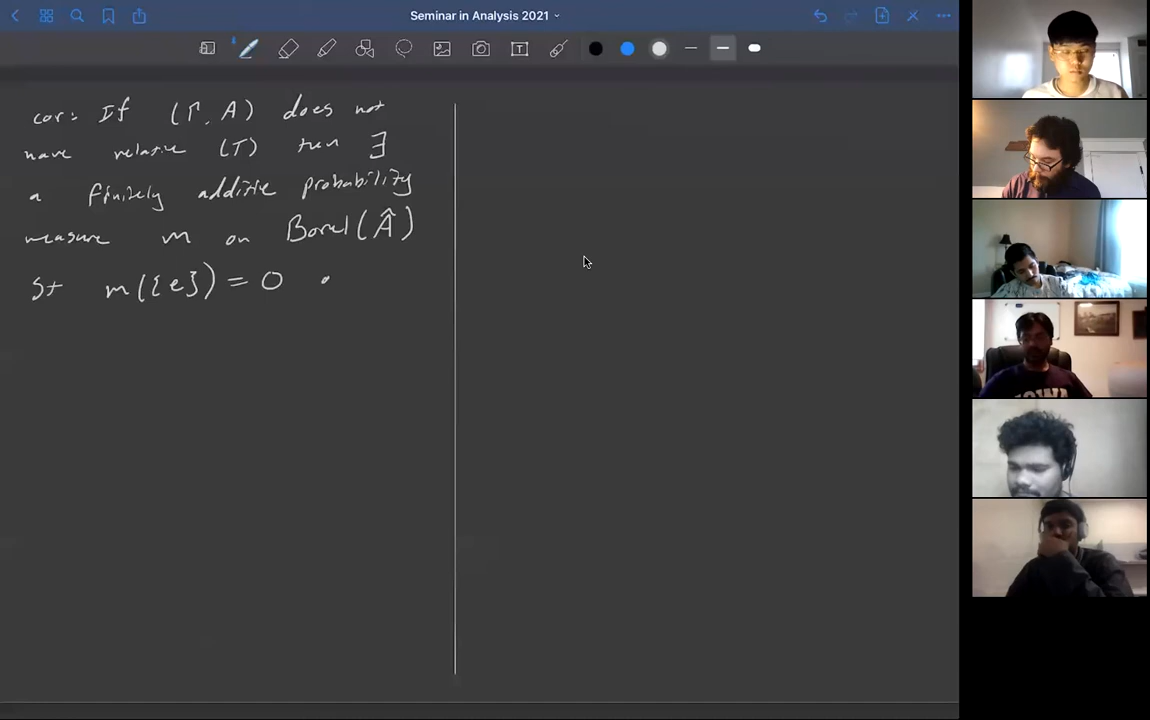 Seminar in Analysis 2021
cor: If (Γ, A) does not
have relative (T) then ∃
a finitely additive probability
measure m on Borel(Â)
st m({e}) = 0